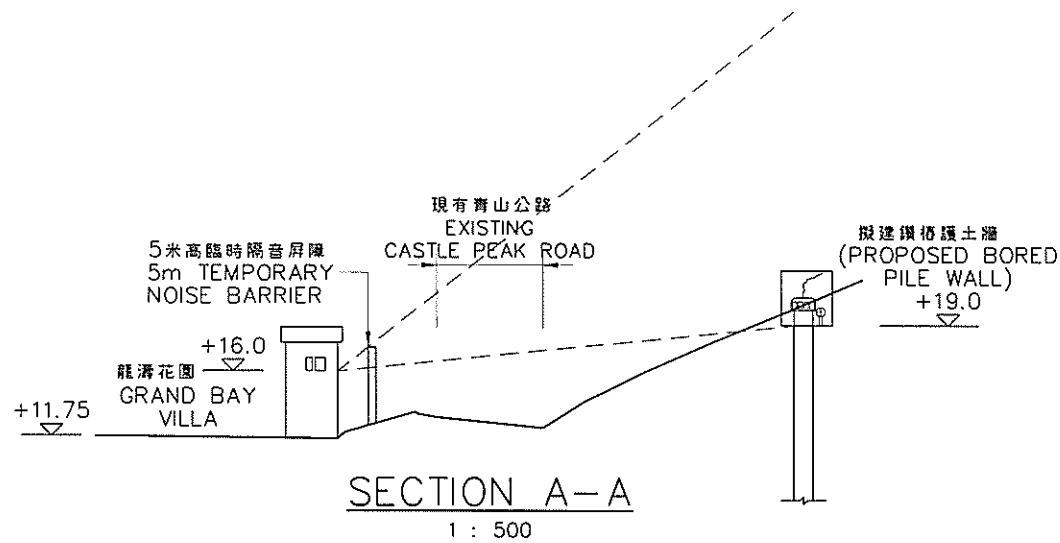 現有青山公路
EXISTING
CASTLE PEAK ROAD
5米高臨時隔音屏障
5m TEMPORARY
NOISE BARRIER
擬建鑽樁護土牆
(PROPOSED BORED
PILE WALL)
+19.0
+16.0
龍濤花園
GRAND BAY
VILLA
+11.75
SECTION A-A
1 : 500